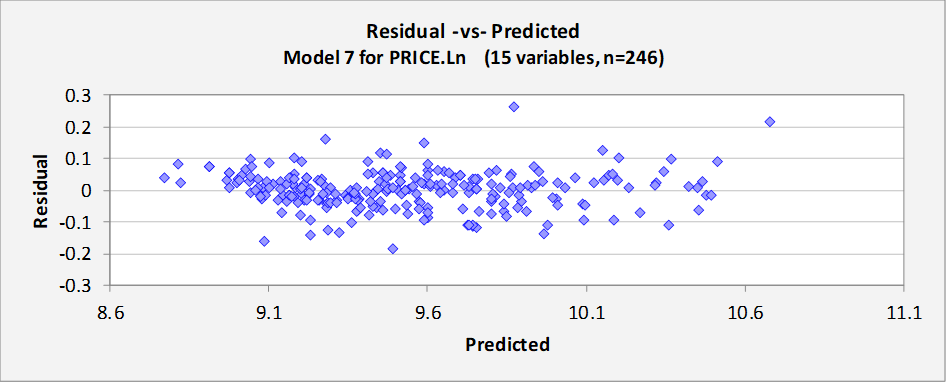 Residual -vs- Predicted
Model 7 for PRICE.Ln (15 variables, n=246)
0.3
0.2
0.1
0
-0.1
-0.2
-0.3
Residual
8.6 9.1 9.6 10.1 10.6 11.1
Predicted